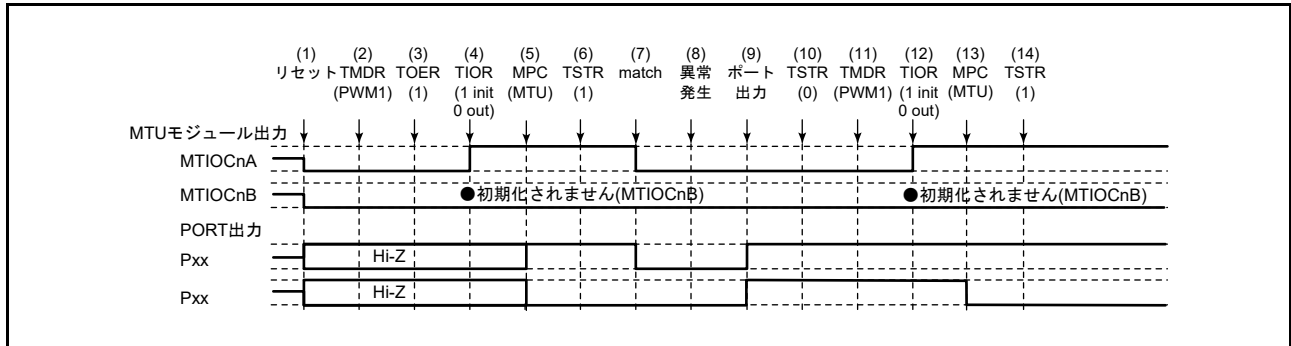 (1) (2) (3) (4) (5) (6) (7) (8) (9) (10) (11) (12) (13) (14)
リセット TMDR TOER TIOR MPC TSTR match 異常 ポート TSTR TMDR TIOR MPC TSTR
(PWM1) (1) (1 init (MTU) (1) 発生 出力 (0) (PWM1) (1 init (MTU) (1)
0 out) 0 out)
MTUモジュール出力
MTIOCnA
MTIOCnB ●初期化されません(MTIOCnB) ●初期化されません(MTIOCnB)
PORT出力
Pxx Hi-Z
Pxx Hi-Z